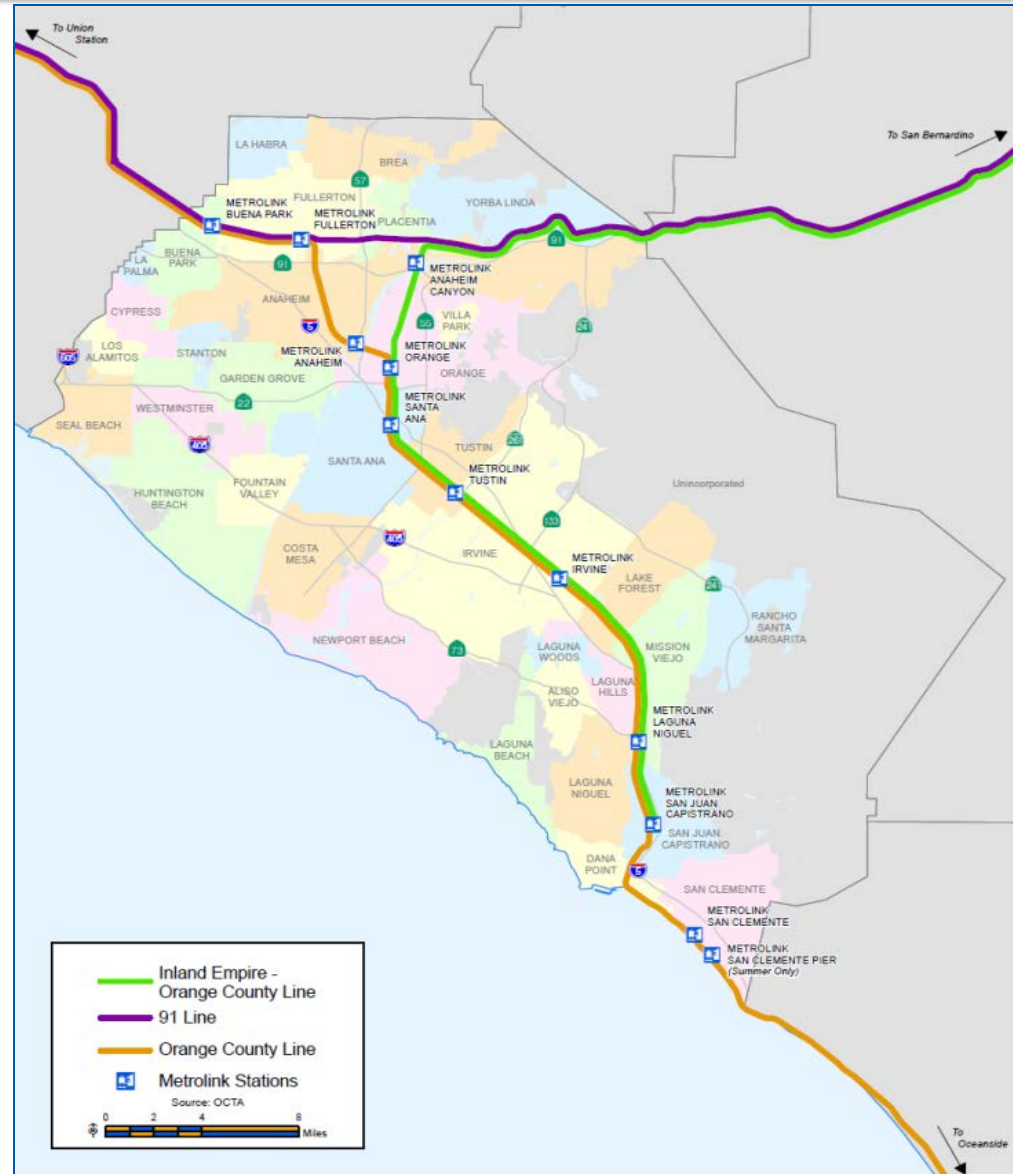 To Union
Station
To San Bernardino
LA HABRA
BREA
57
FULLERTON
METROLINK
BUENA PARK
METROLINK
FULLERTON
PLACENTIA
YORBA LINDA
91
BUENA
PARK
LA
PALMA
91
METROLINK
ANAHEIM
CANYON
CYPRESS
ANAHEIM
5
55
VILLA
PARK
241
LOS
ALAMITOS
605
STANTON
METROLINK
ANAHEIM
METROLINK
ORANGE
ORANGE
GARDEN GROVE
22
WESTMINSTER
METROLINK
SANTA
ANA
SEAL BEACH
405
SANTA ANA
TUSTIN
261
METROLINK
TUSTIN
Unincorporated
FOUNTAIN
VALLEY
HUNTINGTON
BEACH
133
COSTA
MESA
405
IRVINE
METROLINK
IRVINE
LAKE
FOREST
241
RANCHO
SANTA
MARGARITA
NEWPORT BEACH
73
LAGUNA
WOODS
MISSION
VIEJO
LAGUNA
HILLS
ALISO
VIEJO
METROLINK
LAGUNA
NIGUEL
LAGUNA
BEACH
LAGUNA
NIGUEL
METROLINK
SAN JUAN
CAPISTRANO
SAN JUAN
CAPISTRANO
DANA
POINT
5
SAN CLEMENTE
METROLINK
SAN CLEMENTE
METROLINK
SAN CLEMENTE PIER
(Summer Only)
Inland Empire -
Orange County Line
91 Line
Orange County Line
Metrolink Stations
Source: OCTA
0 2 4 8
Miles
To
Oceanside